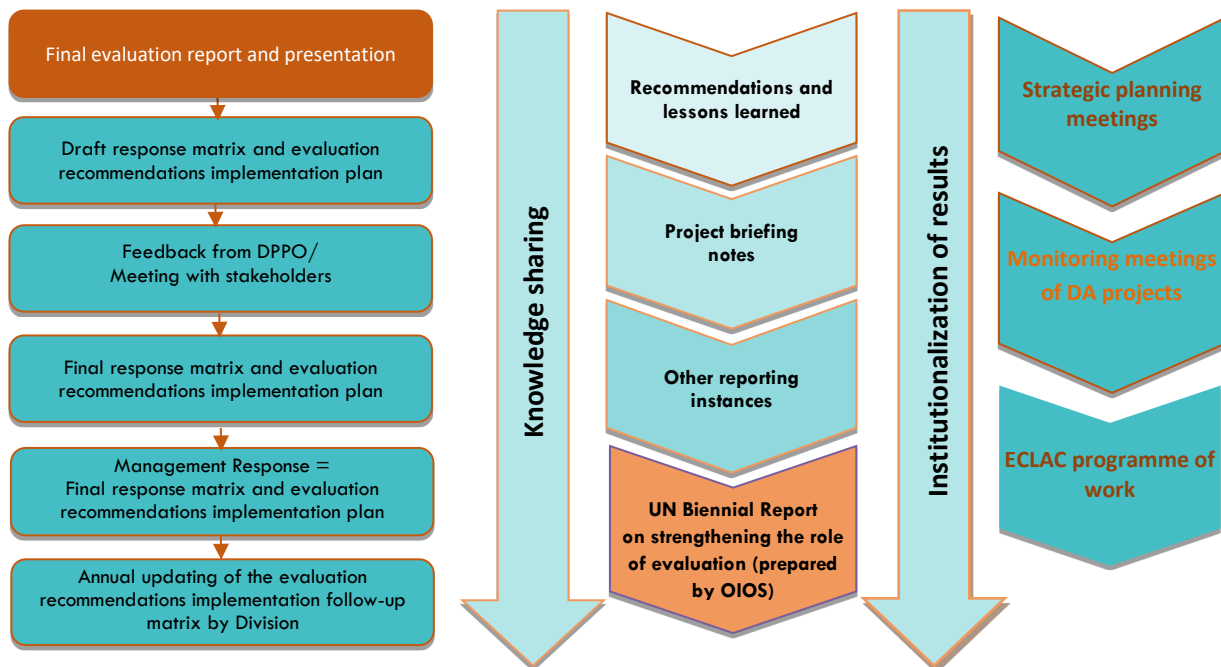 Final evaluation report and presentation
Draft response matrix and evaluation
recommendations implementation plan
Feedback from DPPO/
Meeting with stakeholders
Final response matrix and evaluation
recommendations implementation plan
Management Response =
Final response matrix and evaluation
recommendations implementation plan
Annual updating of the evaluation
recommendations implementation follow-up
matrix by Division
Knowledge sharing
Recommendations and
lessons learned
Project briefing
notes
Other reporting
instances
UN Biennial Report
on strengthening the role
of evaluation (prepared
by OIOS)
Institutionalization of results
Strategic planning
meetings
Monitoring meetings
of DA projects
ECLAC programme of
work